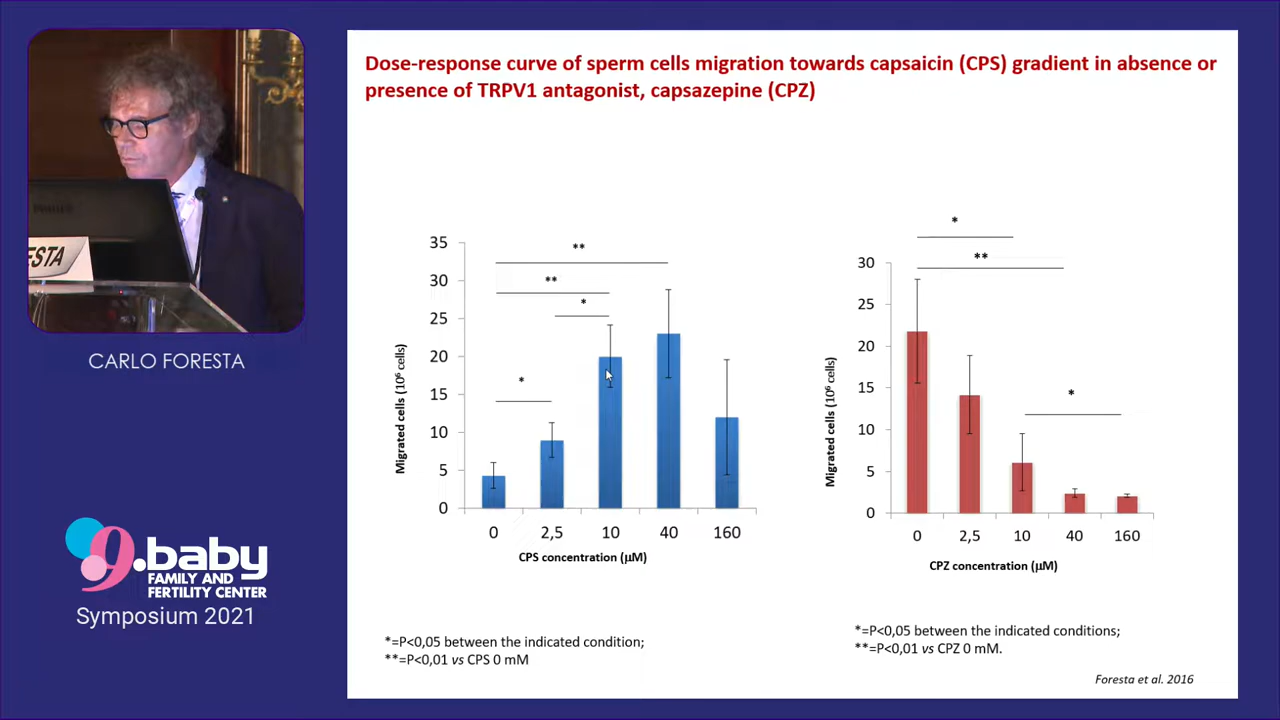 Dose-response curve of sperm cells migration towards capsaicin (CPS) gradient in absence or
presence of TRPV1 antagonist, capsazepine (CPZ)
ESTA
CARLO FORESTA
9.baby
FAMILY AND
FERTILITY CENTER
Symposium 2021
Migrated cells (10⁶ cells)
35
30
25
20
15
10
5
0
**
**
*
*
0 2,5 10 40 160
CPS concentration (µM)
*=P<0,05 between the indicated condition;
**=P<0,01 vs CPS 0 mM
Migrated cells (10⁶ cells)
30
25
20
15
10
5
0
*
**
*
0 2,5 10 40 160
CPZ concentration (µM)
*=P<0,05 between the indicated conditions;
**=P<0,01 vs CPZ 0 mM.
Foresta et al. 2016